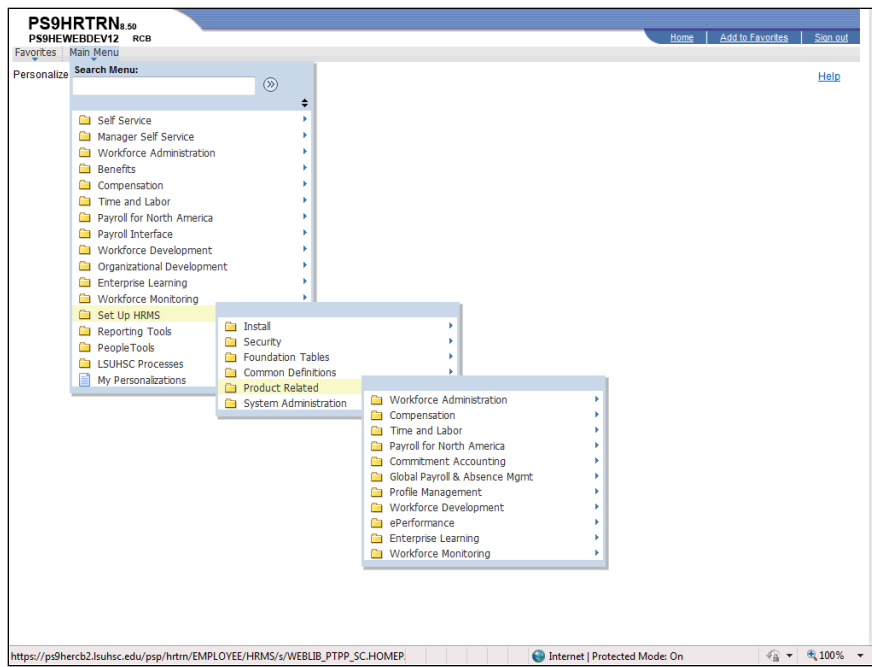 PS9HRTRN8.50
PS9HEWEBDEV12 RCB
Home Add to Favorites Sign out
Favorites Main Menu
Personalize
Search Menu:
Help
Self Service
Manager Self Service
Workforce Administration
Benefits
Compensation
Time and Labor
Payroll for North America
Payroll Interface
Workforce Development
Organizational Development
Enterprise Learning
Workforce Monitoring
Set Up HRMS
Reporting Tools
PeopleTools
LSUHSC Processes
My Personalizations
Install
Security
Foundation Tables
Common Definitions
Product Related
System Administration
Workforce Administration
Compensation
Time and Labor
Payroll for North America
Commitment Accounting
Global Payroll & Absence Mgmt
Profile Management
Workforce Development
ePerformance
Enterprise Learning
Workforce Monitoring
https://ps9hercb2.lsuhsc.edu/psp/hrtrn/EMPLOYEE/HRMS/s/WEBLIB_PTPP_SC.HOMEP Internet | Protected Mode: On 100%